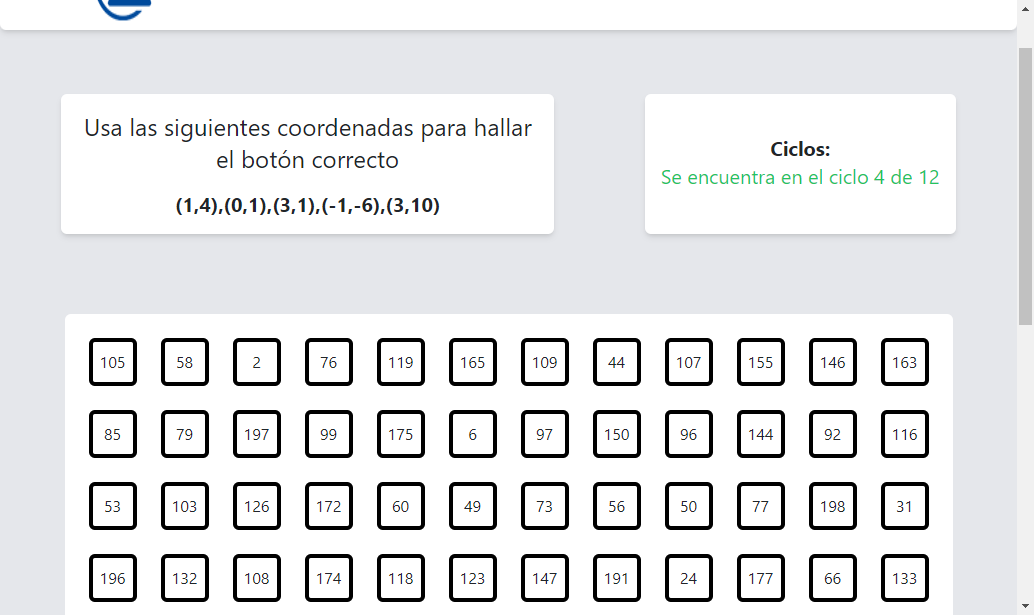 Usa las siguientes coordenadas para hallar
el botón correcto
(1,4),(0,1),(3,1),(-1,-6),(3,10)
Ciclos:
Se encuentra en el ciclo 4 de 12
105 58 2 76 119 165 109 44 107 155 146 163
85 79 197 99 175 6 97 150 96 144 92 116
53 103 126 172 60 49 73 56 50 77 198 31
196 132 108 174 118 123 147 191 24 177 66 133